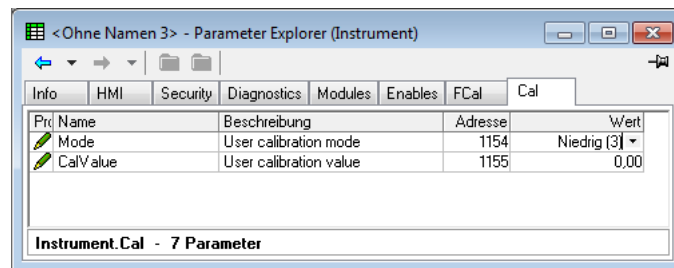 <Ohne Namen 3> - Parameter Explorer (Instrument)
Info HMI Security Diagnostics Modules Enables FCal Cal
Pro Name Beschreibung Adresse Wert
Mode User calibration mode 1154 Niedrig (3)
CalValue User calibration value 1155 0,00
Instrument.Cal - 7 Parameter